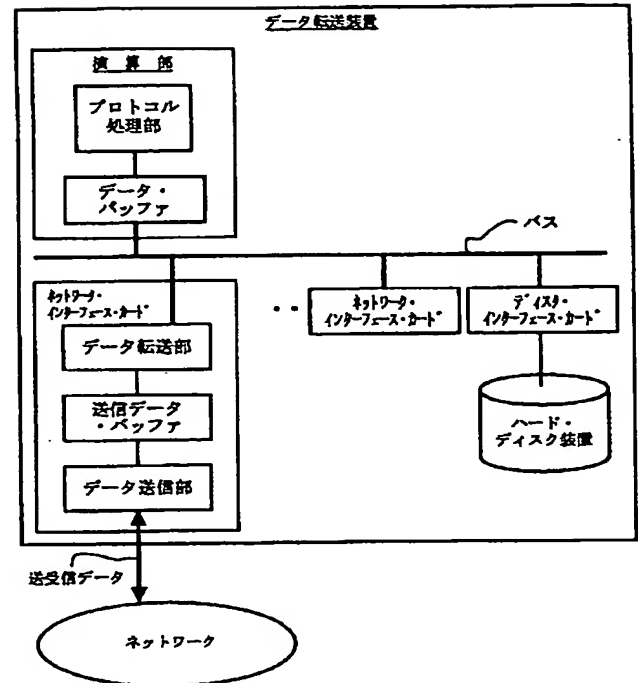 データ転送装置
演算部
プロトコル
処理部
データ・
バッファ
バス
ネットワーク・
インターフェース・カード
データ転送部
送信データ
・バッファ
データ送信部
・・
ネットワーク・
インターフェース・カード
ディスク・
インターフェース・カード
ハード・
ディスク装置
送受信データ
ネットワーク